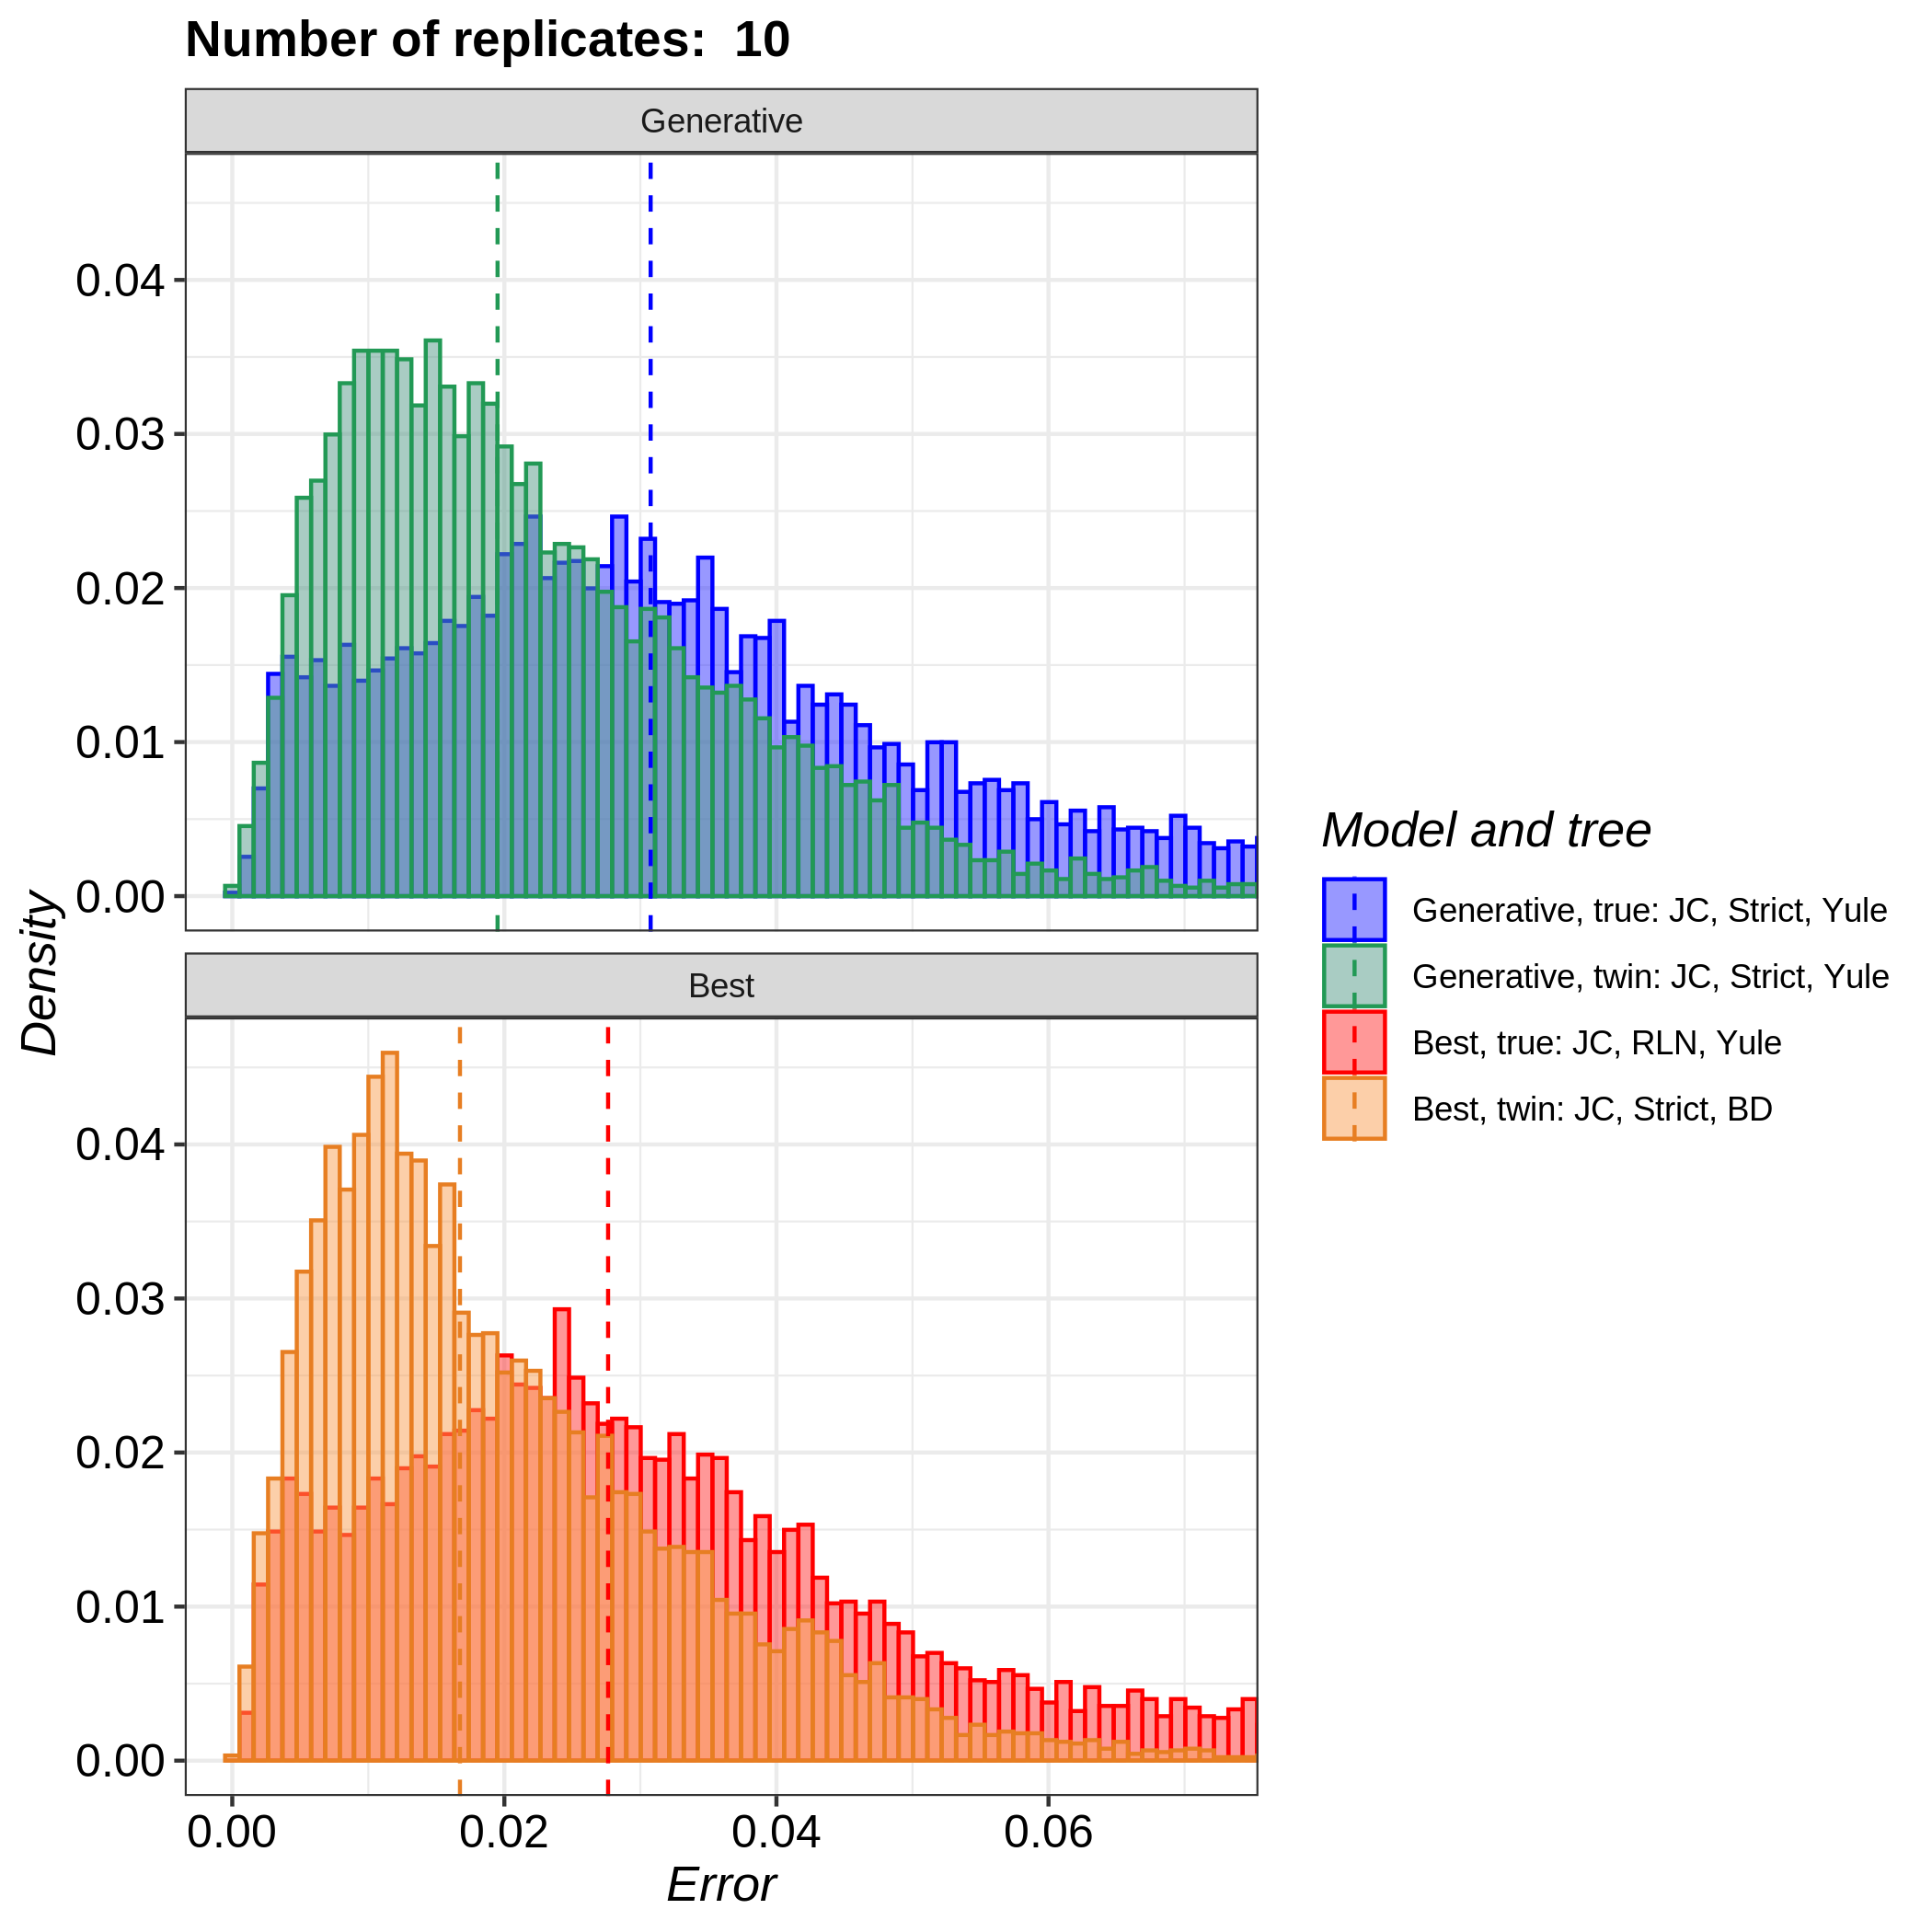 Number of replicates:  10
Generative
0.04
0.03
0.02
0.01
0.00
Density
Best
0.04
0.03
0.02
0.01
0.00
0.00 0.02 0.04 0.06
Error
Model and tree
Generative, true: JC, Strict, Yule
Generative, twin: JC, Strict, Yule
Best, true: JC, RLN, Yule
Best, twin: JC, Strict, BD